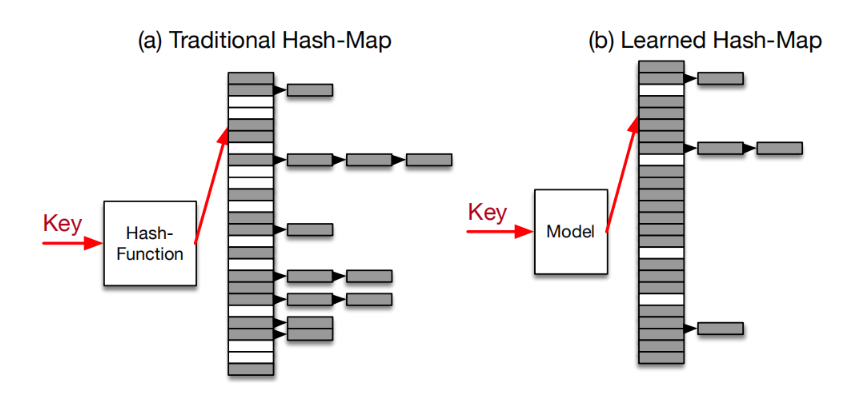 (a) Traditional Hash-Map
(b) Learned Hash-Map
Key
Hash-
Function
Key
Model